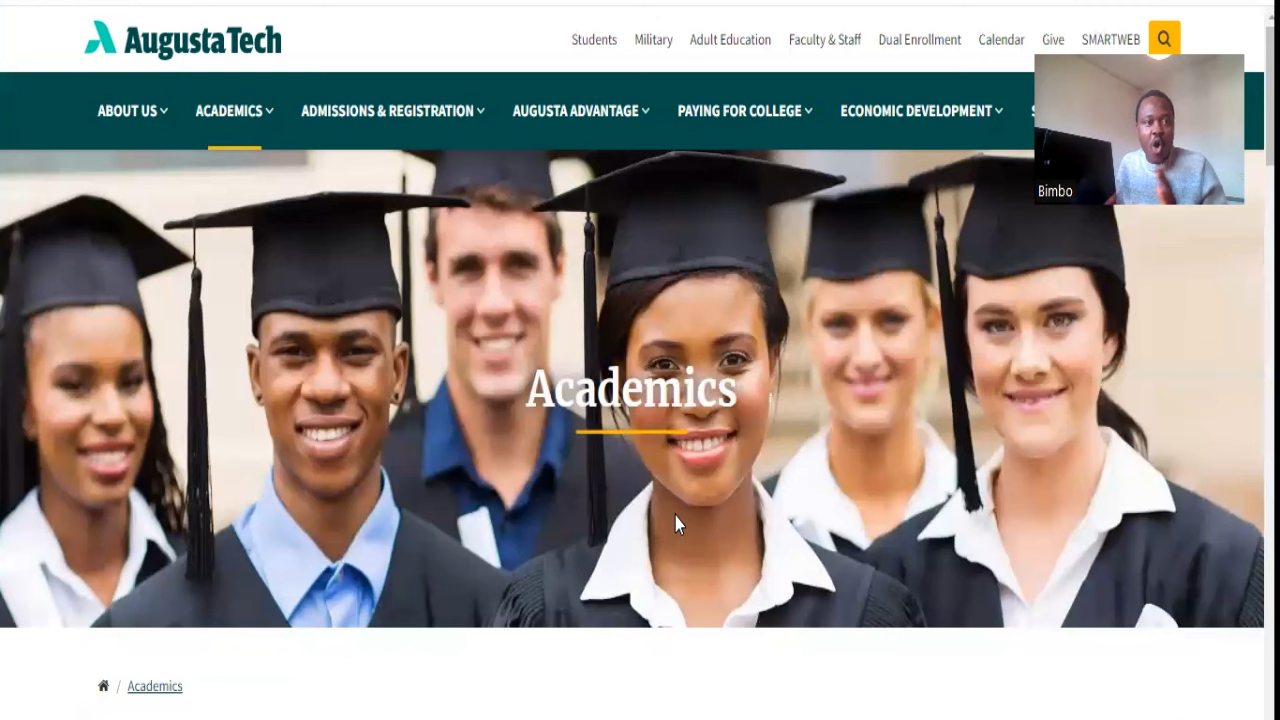 AugustaTech
Students Military Adult Education Faculty & Staff Dual Enrollment Calendar Give SMARTWEB
ABOUT US ACADEMICS ADMISSIONS & REGISTRATION AUGUSTA ADVANTAGE PAYING FOR COLLEGE ECONOMIC DEVELOPMENT
Bimbo
Academics
/ Academics